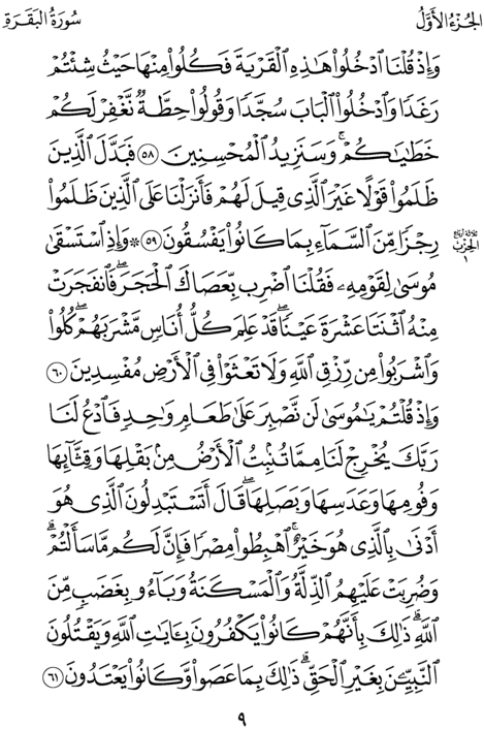 الجُزْءُ الأَوَّلُ سُورَةُ البَقَرَةِ
وَإِذۡ قُلۡنَا ٱدۡخُلُواْ هَٰذِهِ ٱلۡقَرۡيَةَ فَكُلُواْ مِنۡهَا حَيۡثُ شِئۡتُمۡ
رَغَدٗا وَٱدۡخُلُواْ ٱلۡبَابَ سُجَّدٗا وَقُولُواْ حِطَّةٞ نَّغۡفِرۡ لَكُمۡ
خَطَٰيَٰكُمۡۚ وَسَنَزِيدُ ٱلۡمُحۡسِنِينَ ٥٨ فَبَدَّلَ ٱلَّذِينَ
ظَلَمُواْ قَوۡلًا غَيۡرَ ٱلَّذِي قِيلَ لَهُمۡ فَأَنزَلۡنَا عَلَى ٱلَّذِينَ ظَلَمُواْ
رِجۡزٗا مِّنَ ٱلسَّمَآءِ بِمَا كَانُواْ يَفۡسُقُونَ ٥٩ ۞ وَإِذِ ٱسۡتَسۡقَىٰ
ثلاثة أرباع
الحزب
١
مُوسَىٰ لِقَوۡمِهِۦ فَقُلۡنَا ٱضۡرِب بِّعَصَاكَ ٱلۡحَجَرَۖ فَٱنفَجَرَتۡ
مِنۡهُ ٱثۡنَتَا عَشۡرَةَ عَيۡنٗاۖ قَدۡ عَلِمَ كُلُّ أُنَاسٖ مَّشۡرَبَهُمۡۖ كُلُواْ
وَٱشۡرَبُواْ مِن رِّزۡقِ ٱللَّهِ وَلَا تَعۡثَوۡاْ فِي ٱلۡأَرۡضِ مُفۡسِدِينَ ٦٠
وَإِذۡ قُلۡتُمۡ يَٰمُوسَىٰ لَن نَّصۡبِرَ عَلَىٰ طَعَامٖ وَٰحِدٖ فَٱدۡعُ لَنَا
رَبَّكَ يُخۡرِجۡ لَنَا مِمَّا تُنۢبِتُ ٱلۡأَرۡضُ مِنۢ بَقۡلِهَا وَقِثَّآئِهَا
وَفُومِهَا وَعَدَسِهَا وَبَصَلِهَاۖ قَالَ أَتَسۡتَبۡدِلُونَ ٱلَّذِي هُوَ
أَدۡنَىٰ بِٱلَّذِي هُوَ خَيۡرٌۚ ٱهۡبِطُواْ مِصۡرٗا فَإِنَّ لَكُم مَّا سَأَلۡتُمۡۗ
وَضُرِبَتۡ عَلَيۡهِمُ ٱلذِّلَّةُ وَٱلۡمَسۡكَنَةُ وَبَآءُو بِغَضَبٖ مِّنَ
ٱللَّهِۗ ذَٰلِكَ بِأَنَّهُمۡ كَانُواْ يَكۡفُرُونَ بِـَٔايَٰتِ ٱللَّهِ وَيَقۡتُلُونَ
ٱلنَّبِيِّـۧنَ بِغَيۡرِ ٱلۡحَقِّۗ ذَٰلِكَ بِمَا عَصَواْ وَّكَانُواْ يَعۡتَدُونَ ٦١
٩